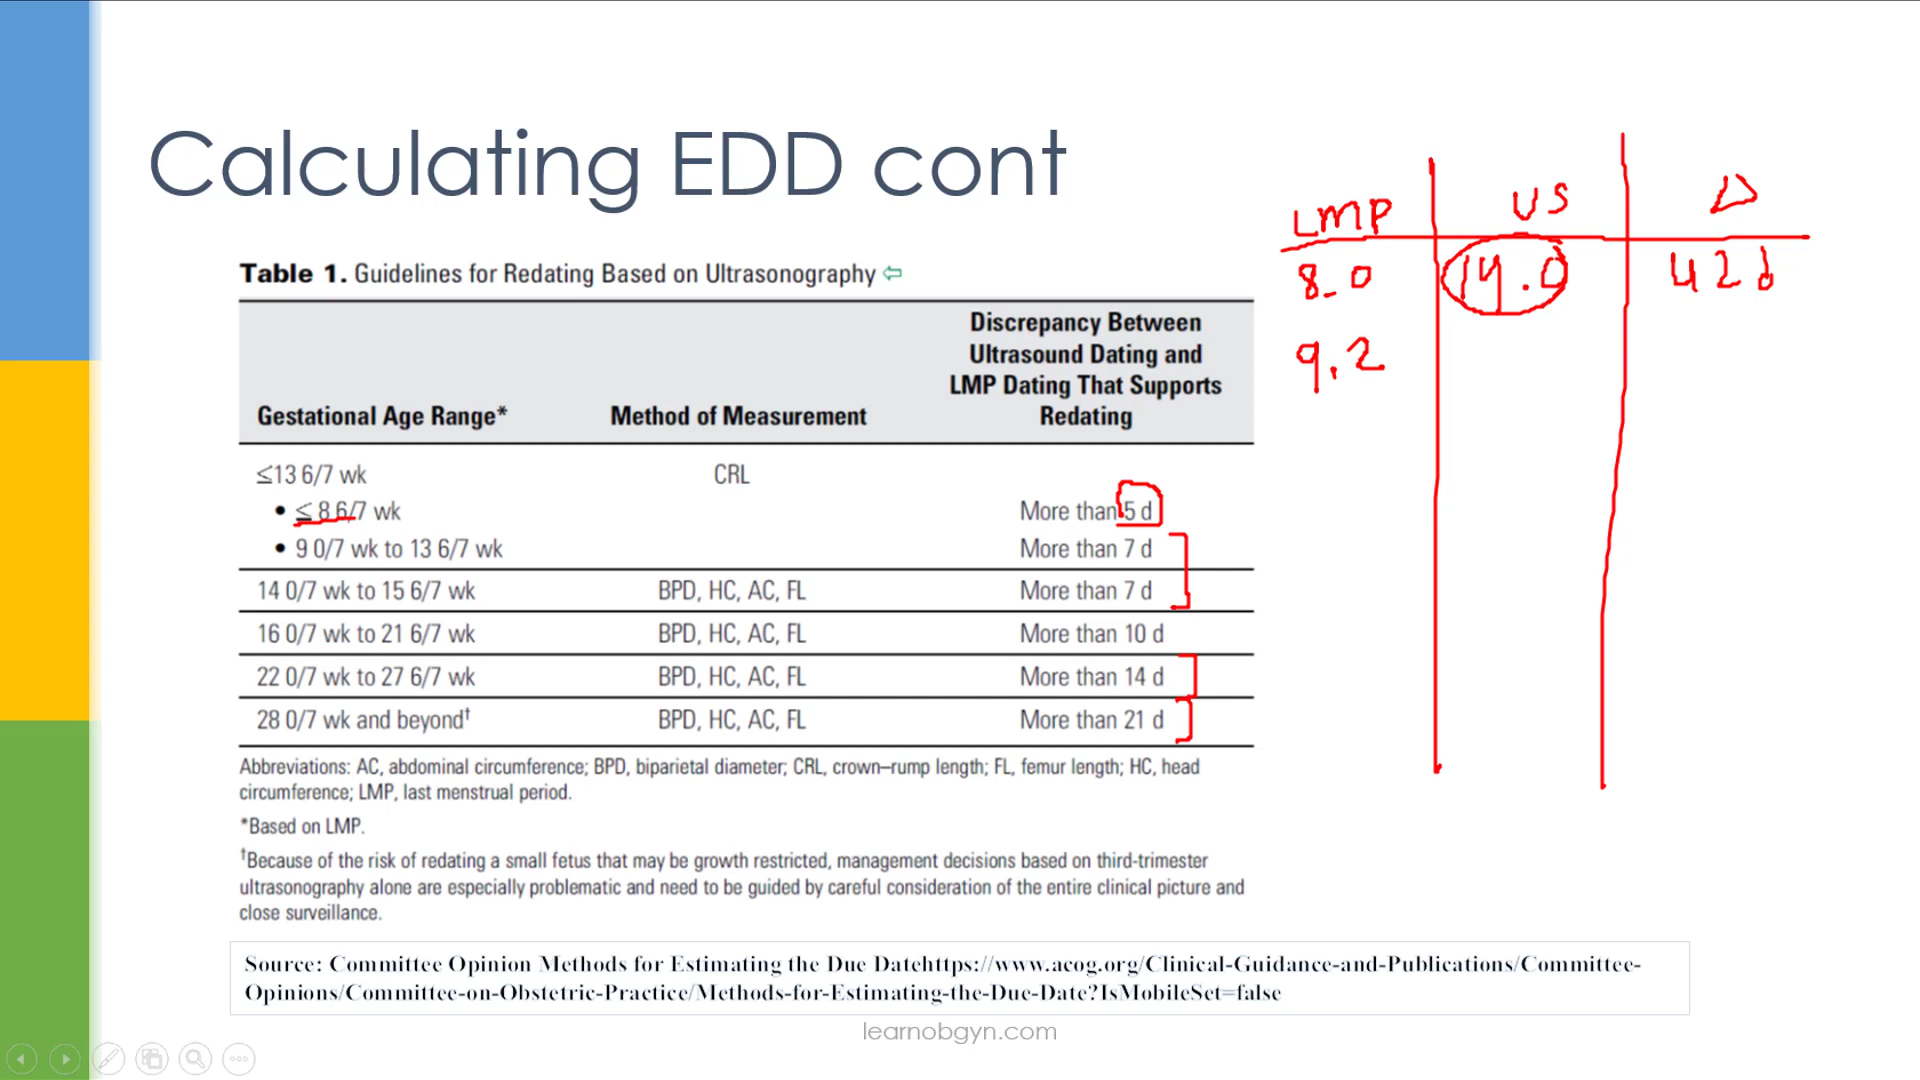 Calculating EDD cont
LMP US Δ
8.0 14.0 42d
9.2
Table 1. Guidelines for Redating Based on Ultrasonography ⇦
Gestational Age Range* Method of Measurement Discrepancy Between
Ultrasound Dating and
LMP Dating That Supports
Redating
≤13 6/7 wk CRL
• ≤ 8 6/7 wk More than 5 d
• 9 0/7 wk to 13 6/7 wk More than 7 d
14 0/7 wk to 15 6/7 wk BPD, HC, AC, FL More than 7 d
16 0/7 wk to 21 6/7 wk BPD, HC, AC, FL More than 10 d
22 0/7 wk to 27 6/7 wk BPD, HC, AC, FL More than 14 d
28 0/7 wk and beyond† BPD, HC, AC, FL More than 21 d
Abbreviations: AC, abdominal circumference; BPD, biparietal diameter; CRL, crown–rump length; FL, femur length; HC, head
circumference; LMP, last menstrual period.
*Based on LMP.
†Because of the risk of redating a small fetus that may be growth restricted, management decisions based on third-trimester
ultrasonography alone are especially problematic and need to be guided by careful consideration of the entire clinical picture and
close surveillance.
Source: Committee Opinion Methods for Estimating the Due Datehttps://www.acog.org/Clinical-Guidance-and-Publications/Committee-
Opinions/Committee-on-Obstetric-Practice/Methods-for-Estimating-the-Due-Date?IsMobileSet=false
learnobgyn.com